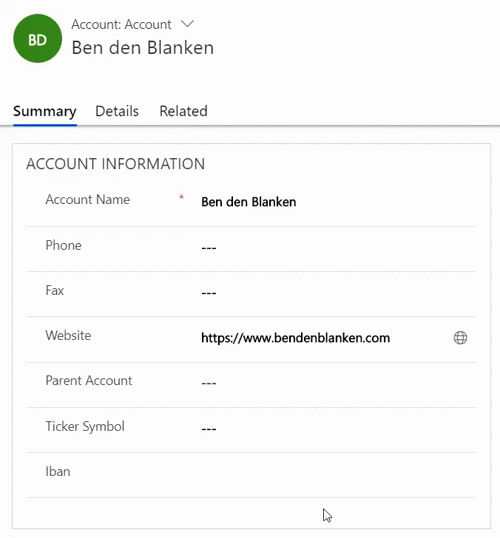 BD
Account: Account
Ben den Blanken
Summary Details Related
ACCOUNT INFORMATION
Account Name * Ben den Blanken
Phone ---
Fax ---
Website https://www.bendenblanken.com
Parent Account ---
Ticker Symbol ---
Iban